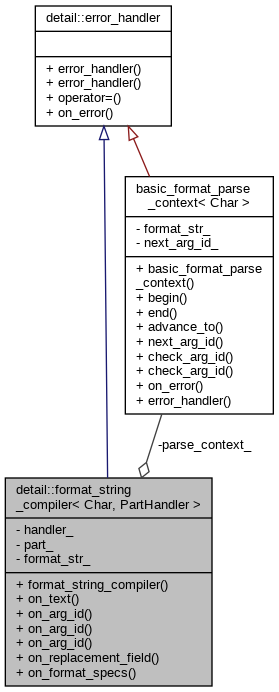 detail::error_handler
+ error_handler()
+ error_handler()
+ operator=()
+ on_error()
basic_format_parse
_context< Char >
- format_str_
- next_arg_id_
+ basic_format_parse
_context()
+ begin()
+ end()
+ advance_to()
+ next_arg_id()
+ check_arg_id()
+ check_arg_id()
+ on_error()
+ error_handler()
-parse_context_
detail::format_string
_compiler< Char, PartHandler >
- handler_
- part_
- format_str_
+ format_string_compiler()
+ on_text()
+ on_arg_id()
+ on_arg_id()
+ on_arg_id()
+ on_replacement_field()
+ on_format_specs()